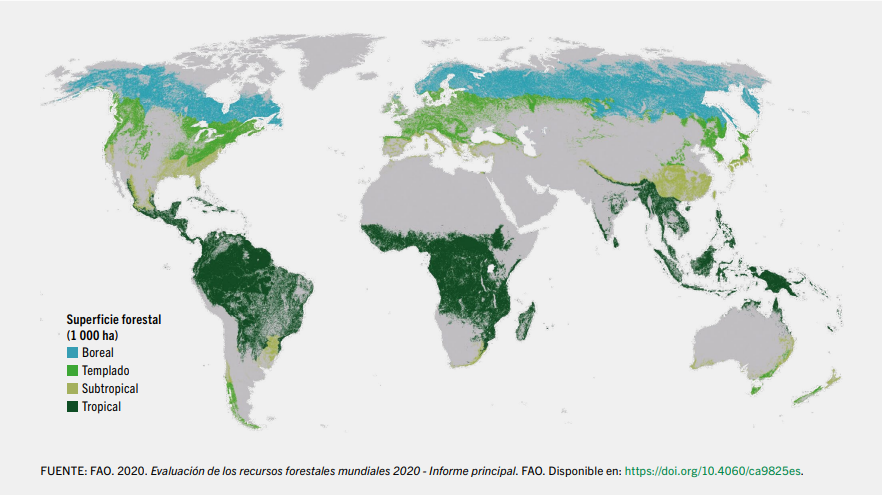 Superficie forestal
(1 000 ha)
Boreal
Templado
Subtropical
Tropical
FUENTE: FAO. 2020. Evaluación de los recursos forestales mundiales 2020 - Informe principal. FAO. Disponible en: https://doi.org/10.4060/ca9825es.